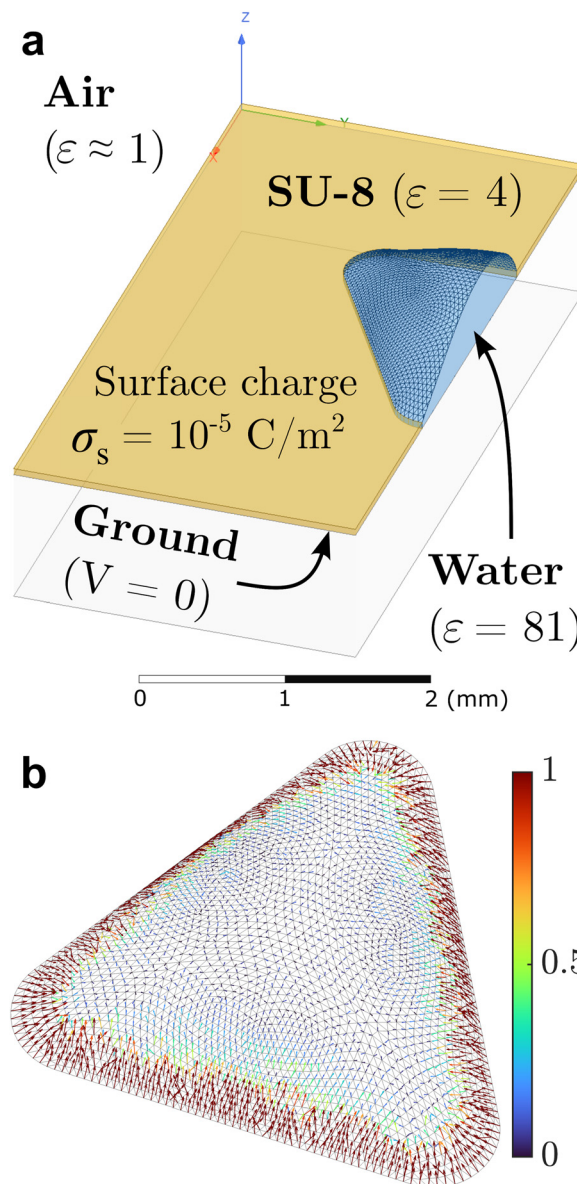 a
Z
Air
(ε ≈ 1)
Y
X
SU-8 (ε = 4)
Surface charge
σs = 10-5 C/m2
Ground
(V = 0)
Water
(ε = 81)
0 1 2 (mm)
b
1
0.5
0